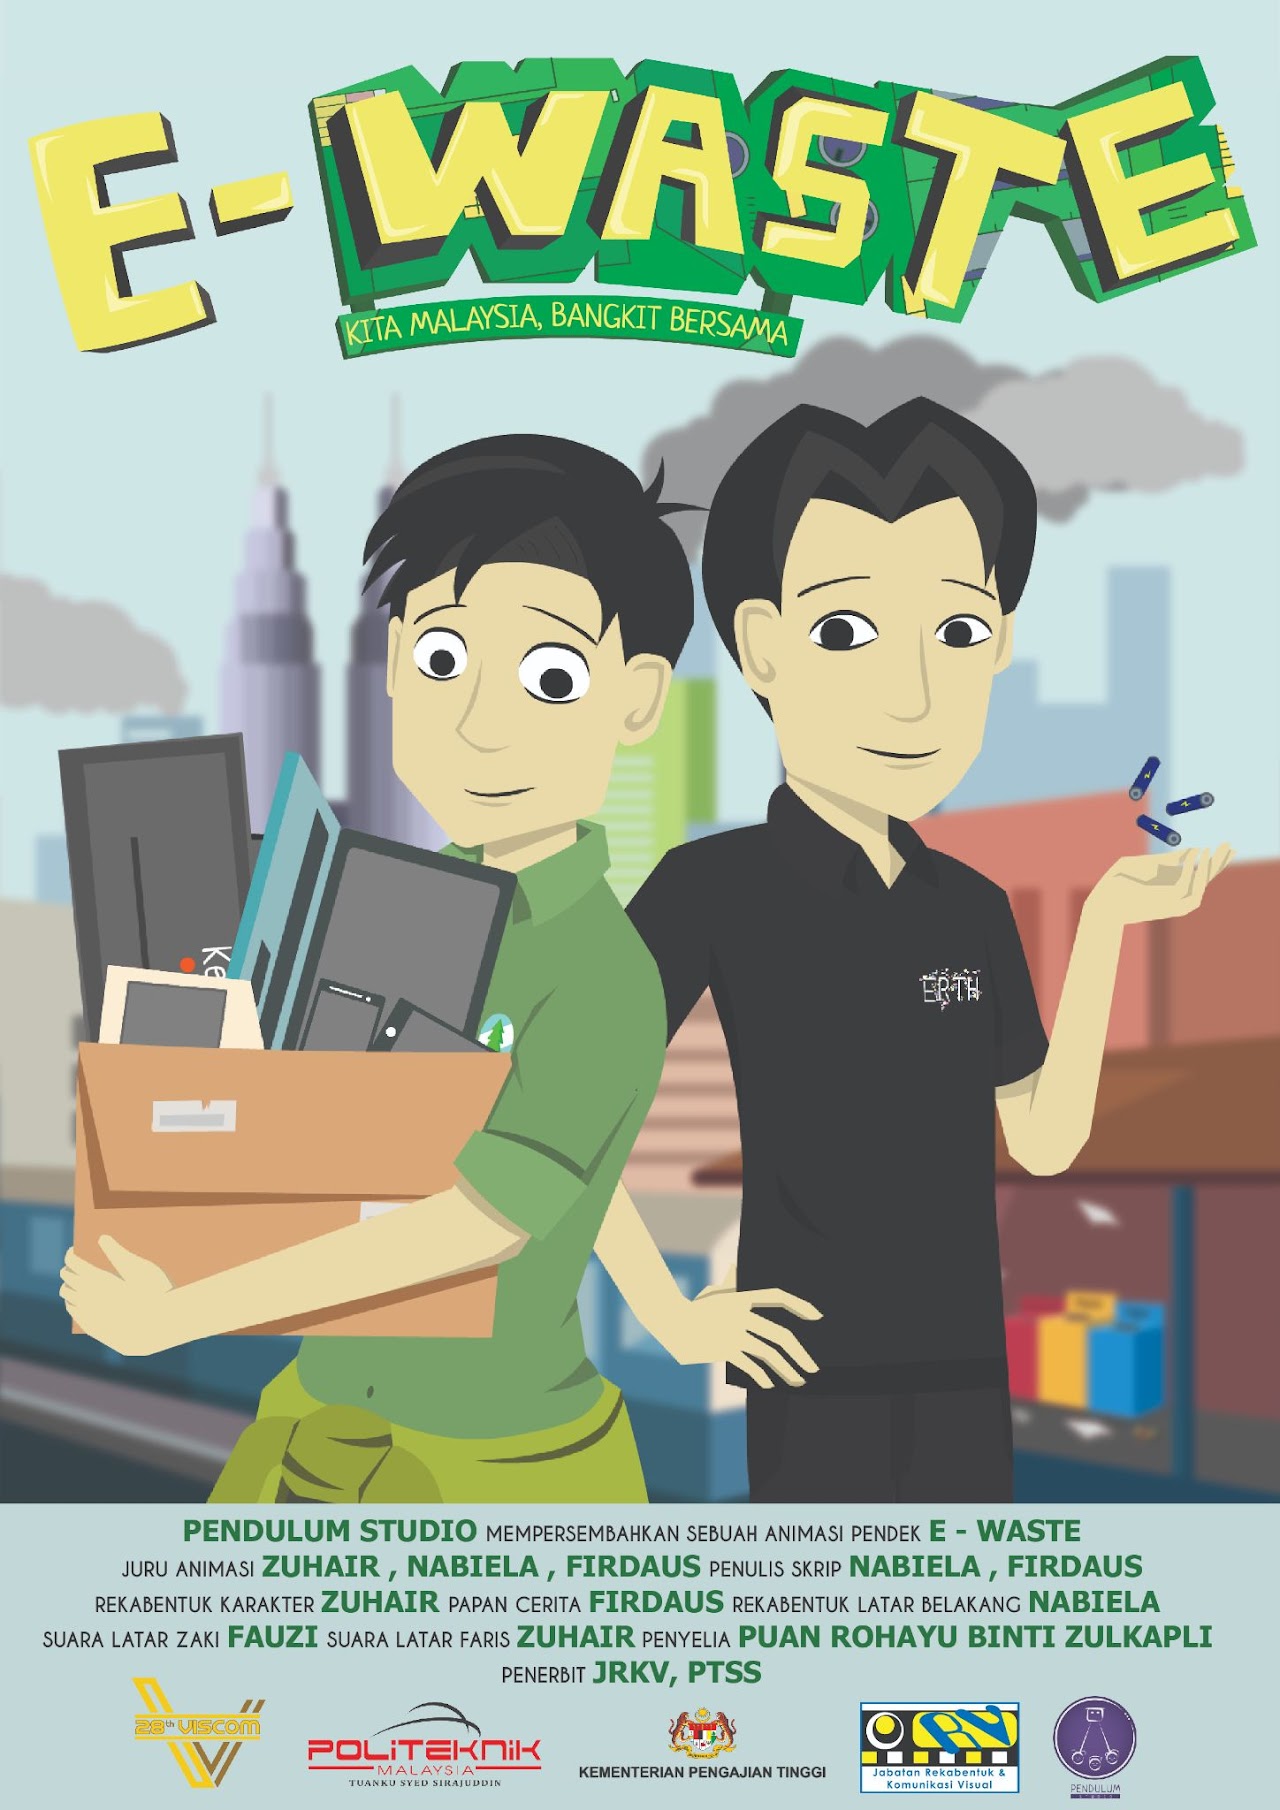 E-WASTE
KITA MALAYSIA, BANGKIT BERSAMA
Ke
ERTH
PENDULUM STUDIO MEMPERSEMBAHKAN SEBUAH ANIMASI PENDEK E - WASTE
JURU ANIMASI ZUHAIR , NABIELA , FIRDAUS PENULIS SKRIP NABIELA , FIRDAUS
REKABENTUK KARAKTER ZUHAIR PAPAN CERITA FIRDAUS REKABENTUK LATAR BELAKANG NABIELA
SUARA LATAR ZAKI FAUZI SUARA LATAR FARIS ZUHAIR PENYELIA PUAN ROHAYU BINTI ZULKAPLI
PENERBIT JRKV, PTSS
28th VISCOM
POLITEKNIK
MALAYSIA
TUANKU SYED SIRAJUDDIN
KEMENTERIAN PENGAJIAN TINGGI
RV
Jabatan Rekabentuk &
Komunikasi Visual
PENDULUM